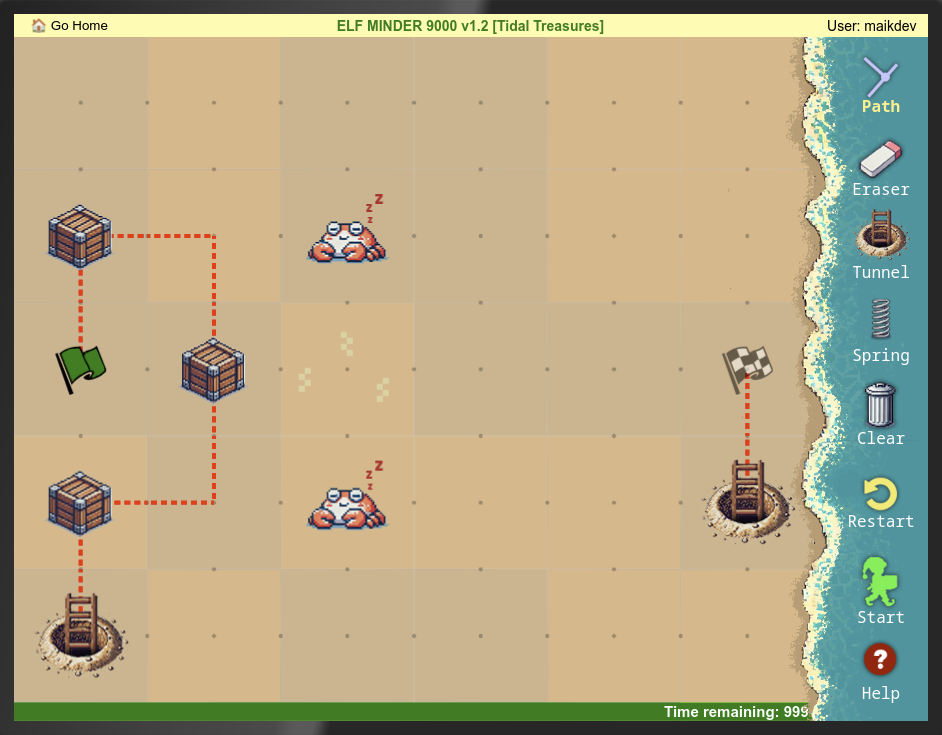 Go Home
ELF MINDER 9000 v1.2 [Tidal Treasures]
User: maikdev
Path
Eraser
Tunnel
Spring
Clear
Restart
Start
?
Help
z
z
z
z
z
z
Time remaining: 999